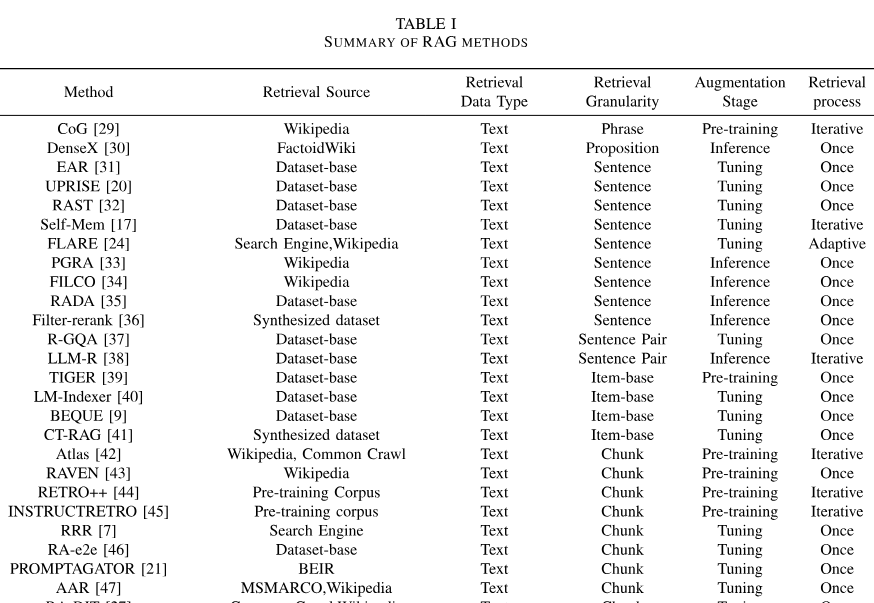 TABLE I
SUMMARY OF RAG METHODS
Method Retrieval Source Retrieval Data Type Retrieval Granularity Augmentation Stage Retrieval process
CoG [29] Wikipedia Text Phrase Pre-training Iterative
DenseX [30] FactoidWiki Text Proposition Inference Once
EAR [31] Dataset-base Text Sentence Tuning Once
UPRISE [20] Dataset-base Text Sentence Tuning Once
RAST [32] Dataset-base Text Sentence Tuning Once
Self-Mem [17] Dataset-base Text Sentence Tuning Iterative
FLARE [24] Search Engine,Wikipedia Text Sentence Tuning Adaptive
PGRA [33] Wikipedia Text Sentence Inference Once
FILCO [34] Wikipedia Text Sentence Inference Once
RADA [35] Dataset-base Text Sentence Inference Once
Filter-rerank [36] Synthesized dataset Text Sentence Inference Once
R-GQA [37] Dataset-base Text Sentence Pair Tuning Once
LLM-R [38] Dataset-base Text Sentence Pair Inference Iterative
TIGER [39] Dataset-base Text Item-base Pre-training Once
LM-Indexer [40] Dataset-base Text Item-base Tuning Once
BEQUE [9] Dataset-base Text Item-base Tuning Once
CT-RAG [41] Synthesized dataset Text Item-base Tuning Once
Atlas [42] Wikipedia, Common Crawl Text Chunk Pre-training Iterative
RAVEN [43] Wikipedia Text Chunk Pre-training Once
RETRO++ [44] Pre-training Corpus Text Chunk Pre-training Iterative
INSTRUCTRETRO [45] Pre-training corpus Text Chunk Pre-training Iterative
RRR [7] Search Engine Text Chunk Tuning Once
RA-e2e [46] Dataset-base Text Chunk Tuning Once
PROMPTAGATOR [21] BEIR Text Chunk Tuning Once
AAR [47] MSMARCO,Wikipedia Text Chunk Tuning Once